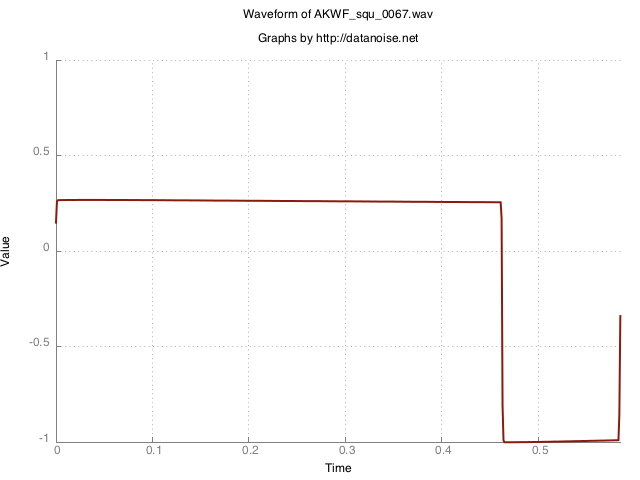 Waveform of AKWF_squ_0067.wav
Graphs by http://datanoise.net
1
0.5
0
-0.5
-1
Value
0 0.1 0.2 0.3 0.4 0.5
Time